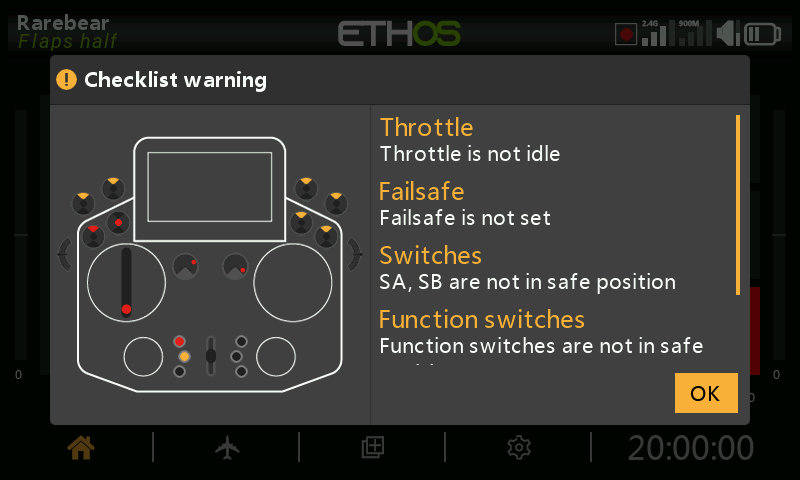 Rarebear
Flaps half
ETHOS
2.4G
900M
Checklist warning
Throttle
Throttle is not idle
Failsafe
Failsafe is not set
Switches
SA, SB are not in safe position
Function switches
Function switches are not in safe
OK
0
0
0
20:00:00